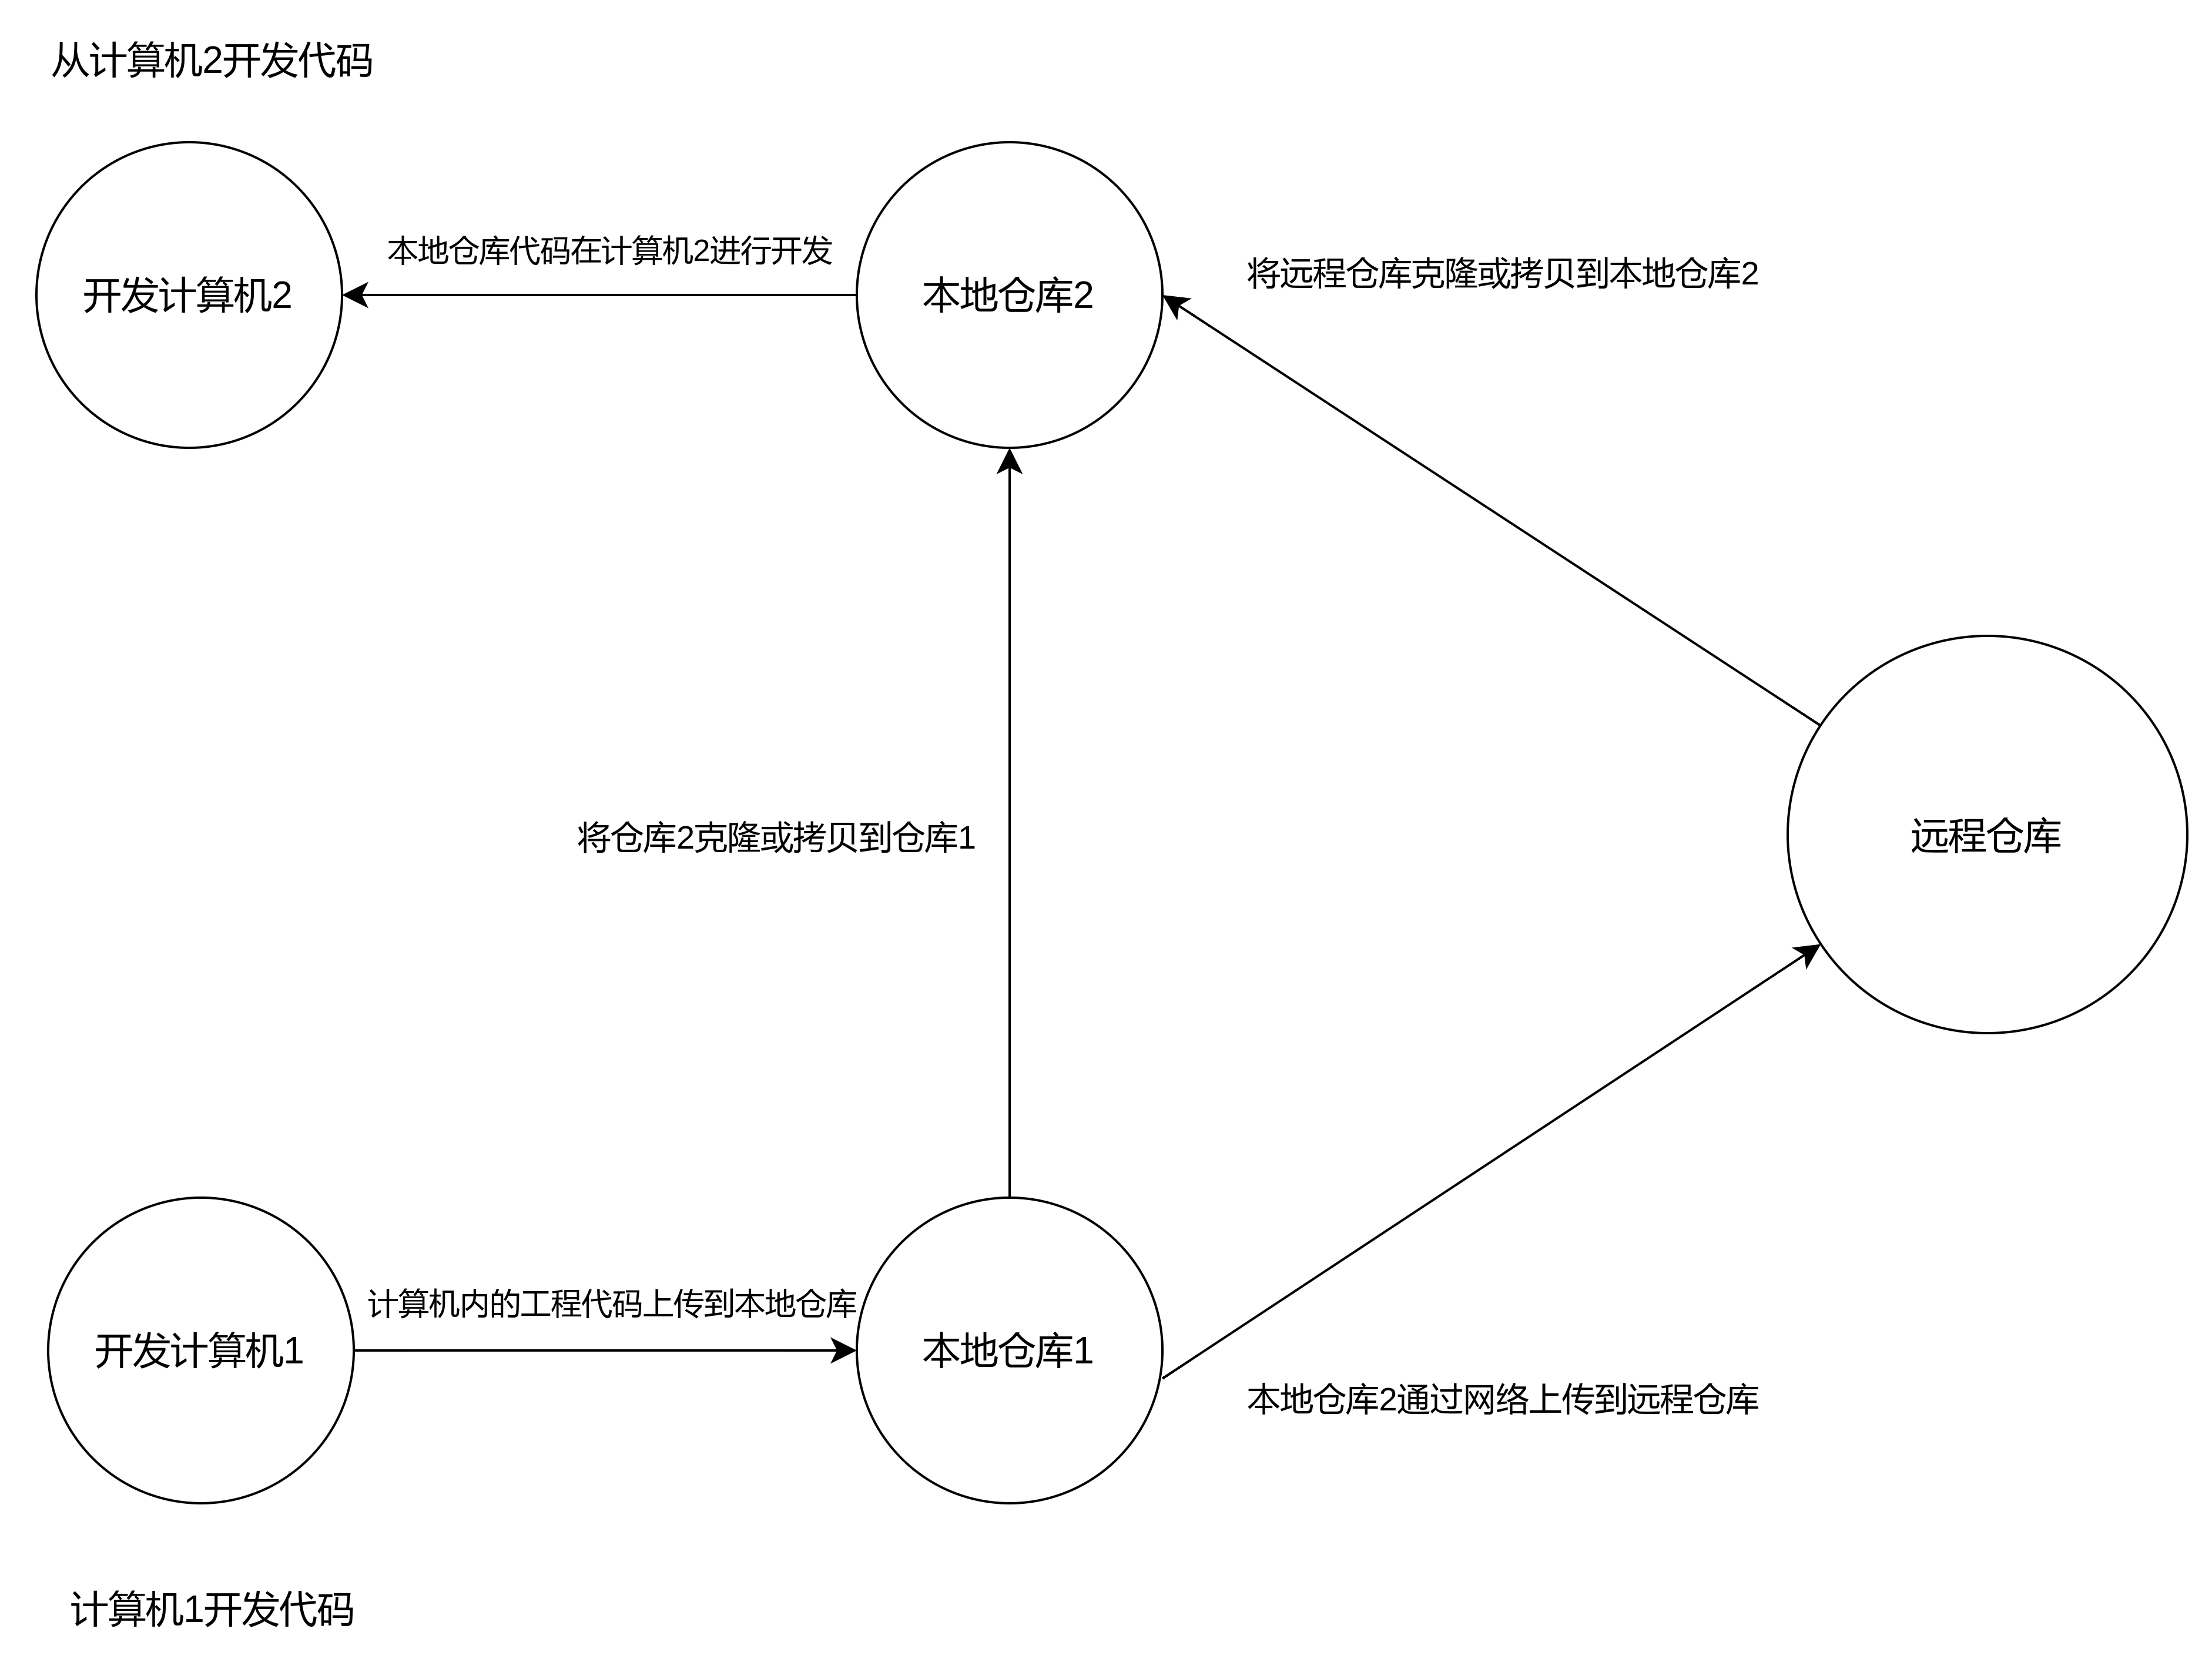 从计算机2开发代码
本地仓库代码在计算机2进行开发
将远程仓库克隆或拷贝到本地仓库2
开发计算机2
本地仓库2
将仓库2克隆或拷贝到仓库1
远程仓库
计算机内的工程代码上传到本地仓库
开发计算机1
本地仓库1
本地仓库2通过网络上传到远程仓库
计算机1开发代码